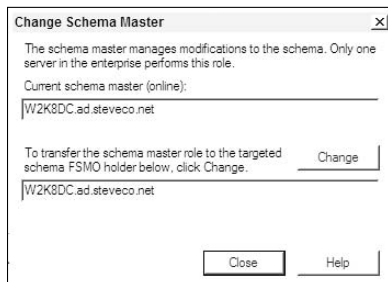 Change Schema Master
The schema master manages modifications to the schema. Only one
server in the enterprise performs this role.
Current schema master (online):
W2K8DC.ad.steveco.net
To transfer the schema master role to the targeted
schema FSMO holder below, click Change.
Change
W2K8DC.ad.steveco.net
Close
Help